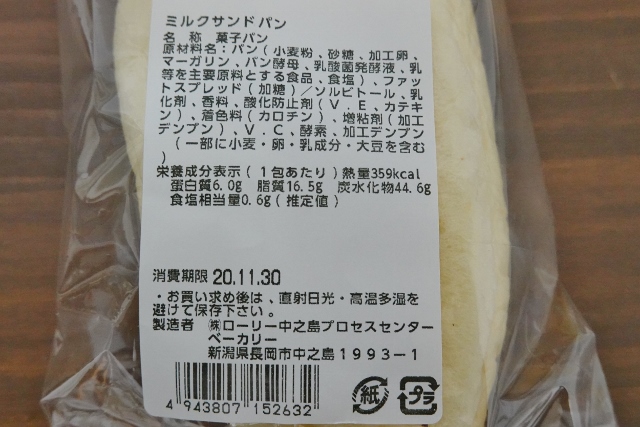 ミルクサンドパン
名 称 菓子パン
原材料名：パン（小麦粉、砂糖、加工卵、
マーガリン、パン酵母、乳酸菌発酵液、乳
等を主要原料とする食品、食塩）、ファッ
トスプレッド（加糖）／ソルビトール、乳
化剤、香料、酸化防止剤（V．E、カテキ
ン）、着色料（カロチン）、増粘剤（加工
デンプン）、V．C、酵素、加工デンプン
（一部に小麦・卵・乳成分・大豆を含む
）
栄養成分表示（1包あたり）熱量359kcal
蛋白質6.0g 脂質16.5g 炭水化物44.6g
食塩相当量0.6g（推定値）
消費期限 20.11.30
・お買い求め後は、直射日光・高温多湿を
避けて保存下さい。
製造者 ㈱ローリー中之島プロセスセンター
ベーカリー
新潟県長岡市中之島1993－1
4 943807 152632
紙
プラ